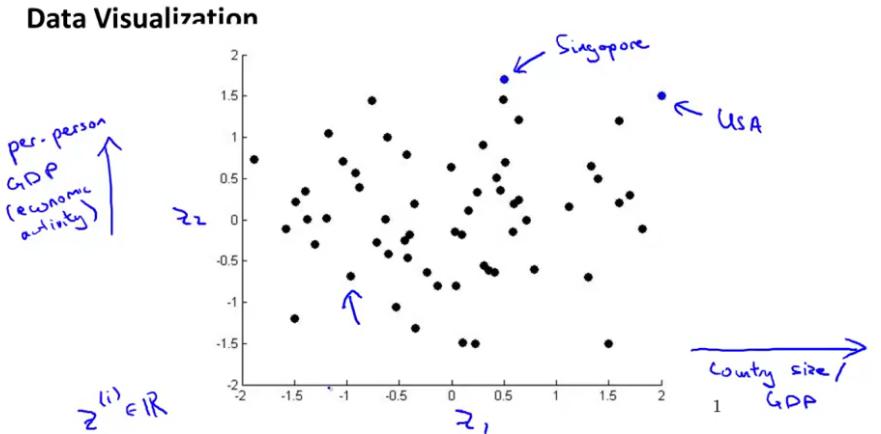 Data Visualization
Singapore
USA
per-person
GDP
(economic
activity)
2
1.5
1
0.5
0
-0.5
-1
-1.5
-2
z₂
-2
-1.5
-1
-0.5
0
0.5
1
1.5
2
z₁
z⁽ⁱ⁾ ∈ ℝ
Country size/
GDP
1